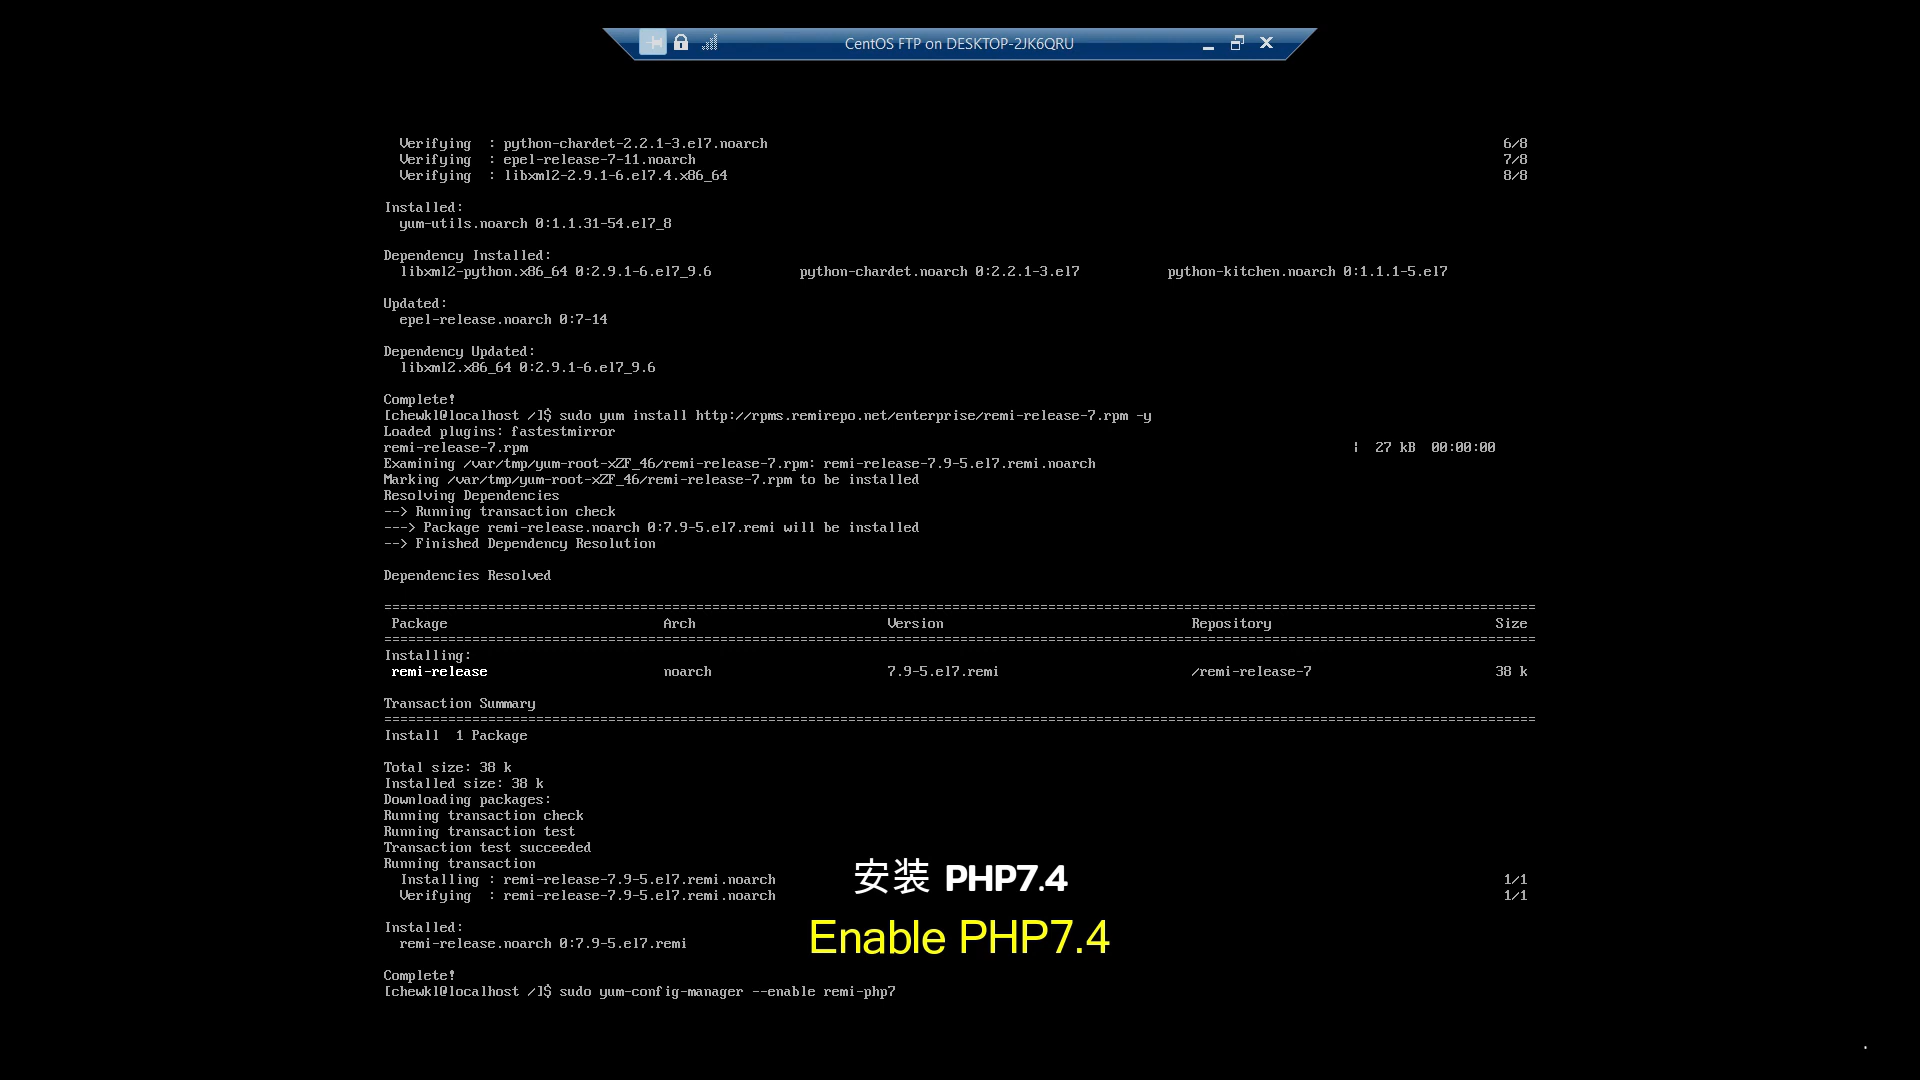 CentOS FTP on DESKTOP-2JK6QRU
Verifying : python-chardet-2.2.1-3.el7.noarch 6/8
Verifying : epel-release-7-11.noarch 7/8
Verifying : libxml2-2.9.1-6.el7.4.x86_64 8/8
Installed:
yum-utils.noarch 0:1.1.31-54.el7_8
Dependency Installed:
libxml2-python.x86_64 0:2.9.1-6.el7_9.6 python-chardet.noarch 0:2.2.1-3.el7 python-kitchen.noarch 0:1.1.1-5.el7
Updated:
epel-release.noarch 0:7-14
Dependency Updated:
libxml2.x86_64 0:2.9.1-6.el7_9.6
Complete!
[chewkl@localhost /]$ sudo yum install http://rpms.remirepo.net/enterprise/remi-release-7.rpm -y
Loaded plugins: fastestmirror
remi-release-7.rpm | 27 kB 00:00:00
Examining /var/tmp/yum-root-xZF_46/remi-release-7.rpm: remi-release-7.9-5.el7.remi.noarch
Marking /var/tmp/yum-root-xZF_46/remi-release-7.rpm to be installed
Resolving Dependencies
--> Running transaction check
---> Package remi-release.noarch 0:7.9-5.el7.remi will be installed
--> Finished Dependency Resolution
Dependencies Resolved
================================================================================================================================================
Package Arch Version Repository Size
================================================================================================================================================
Installing:
remi-release noarch 7.9-5.el7.remi /remi-release-7 38 k
Transaction Summary
================================================================================================================================================
Install 1 Package
Total size: 38 k
Installed size: 38 k
Downloading packages:
Running transaction check
Running transaction test
Transaction test succeeded
Running transaction
Installing : remi-release-7.9-5.el7.remi.noarch 1/1
Verifying : remi-release-7.9-5.el7.remi.noarch 1/1
Installed:
remi-release.noarch 0:7.9-5.el7.remi
Complete!
[chewkl@localhost /]$ sudo yum-config-manager --enable remi-php7
安装 PHP7.4
Enable PHP7.4